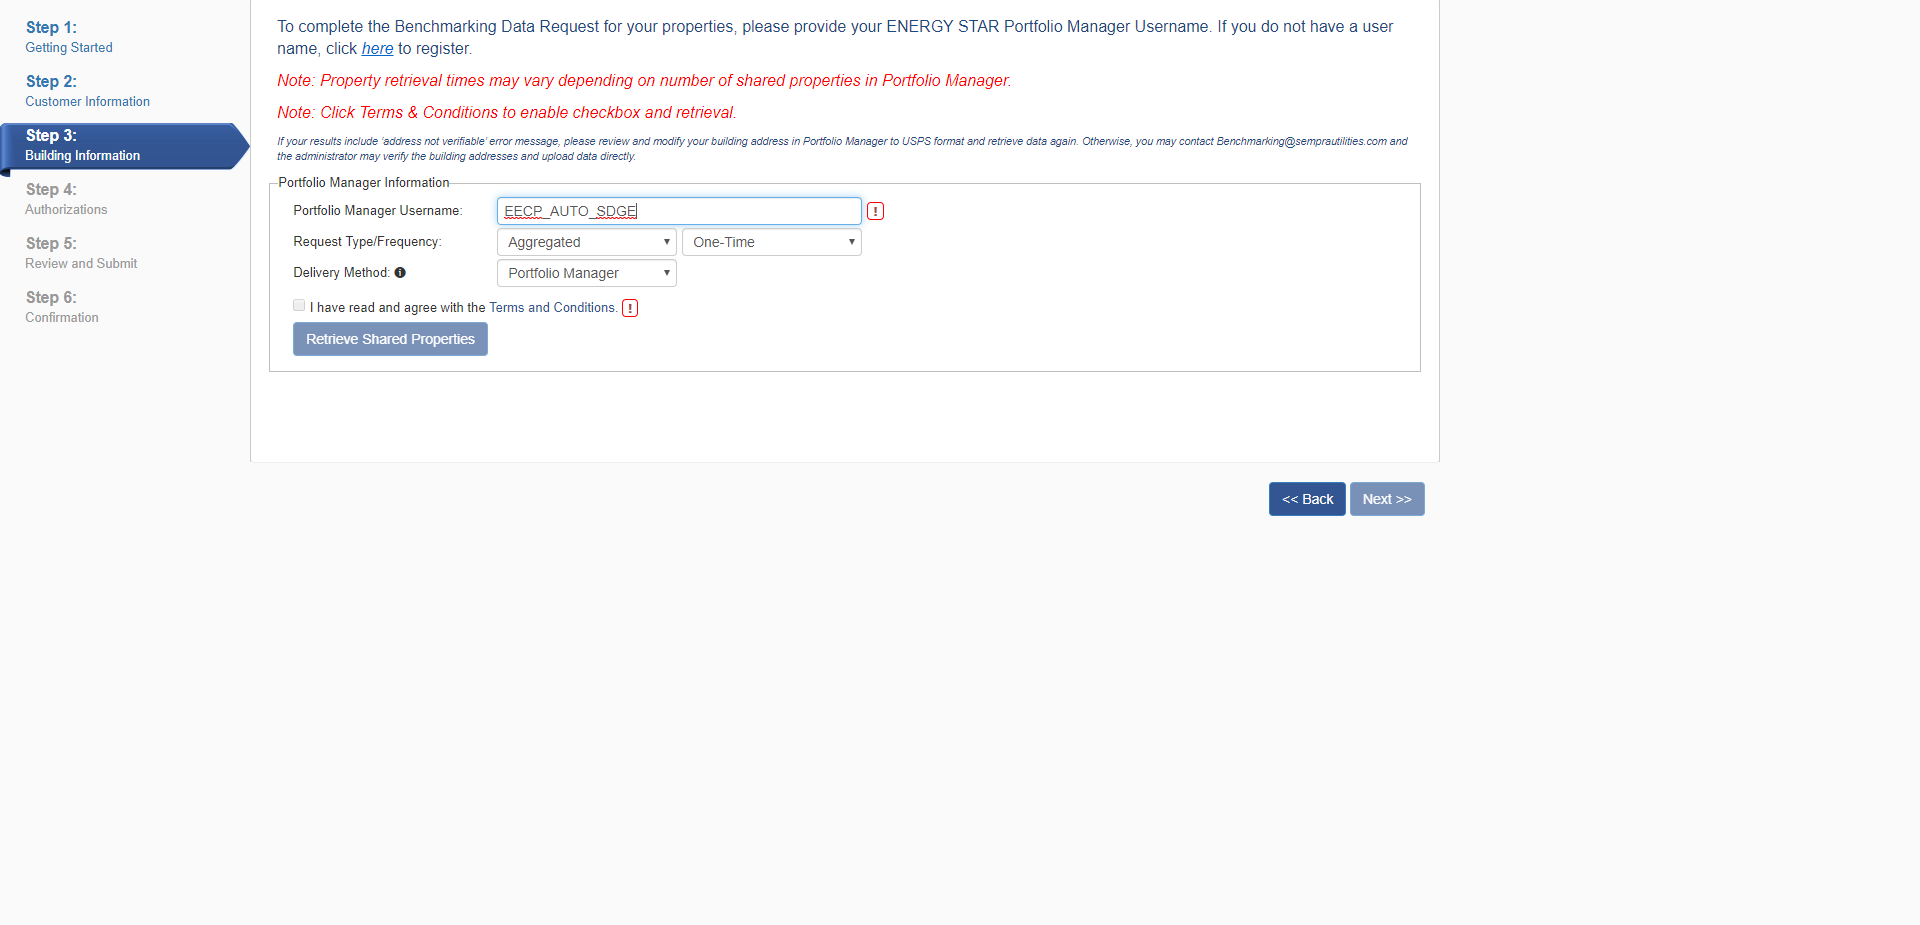 Step 1:
Getting Started
Step 2:
Customer Information
Step 3:
Building Information
Step 4:
Authorizations
Step 5:
Review and Submit
Step 6:
Confirmation
To complete the Benchmarking Data Request for your properties, please provide your ENERGY STAR Portfolio Manager Username. If you do not have a user
name, click here to register.
Note: Property retrieval times may vary depending on number of shared properties in Portfolio Manager.
Note: Click Terms & Conditions to enable checkbox and retrieval.
If your results include 'address not verifiable' error message, please review and modify your building address in Portfolio Manager to USPS format and retrieve data again. Otherwise, you may contact Benchmarking@semprautilities.com and
the administrator may verify the building addresses and upload data directly.
Portfolio Manager Information
Portfolio Manager Username: EECP_AUTO_SDGE !
Request Type/Frequency: Aggregated One-Time
Delivery Method: Portfolio Manager
I have read and agree with the Terms and Conditions. !
Retrieve Shared Properties
<< Back Next >>